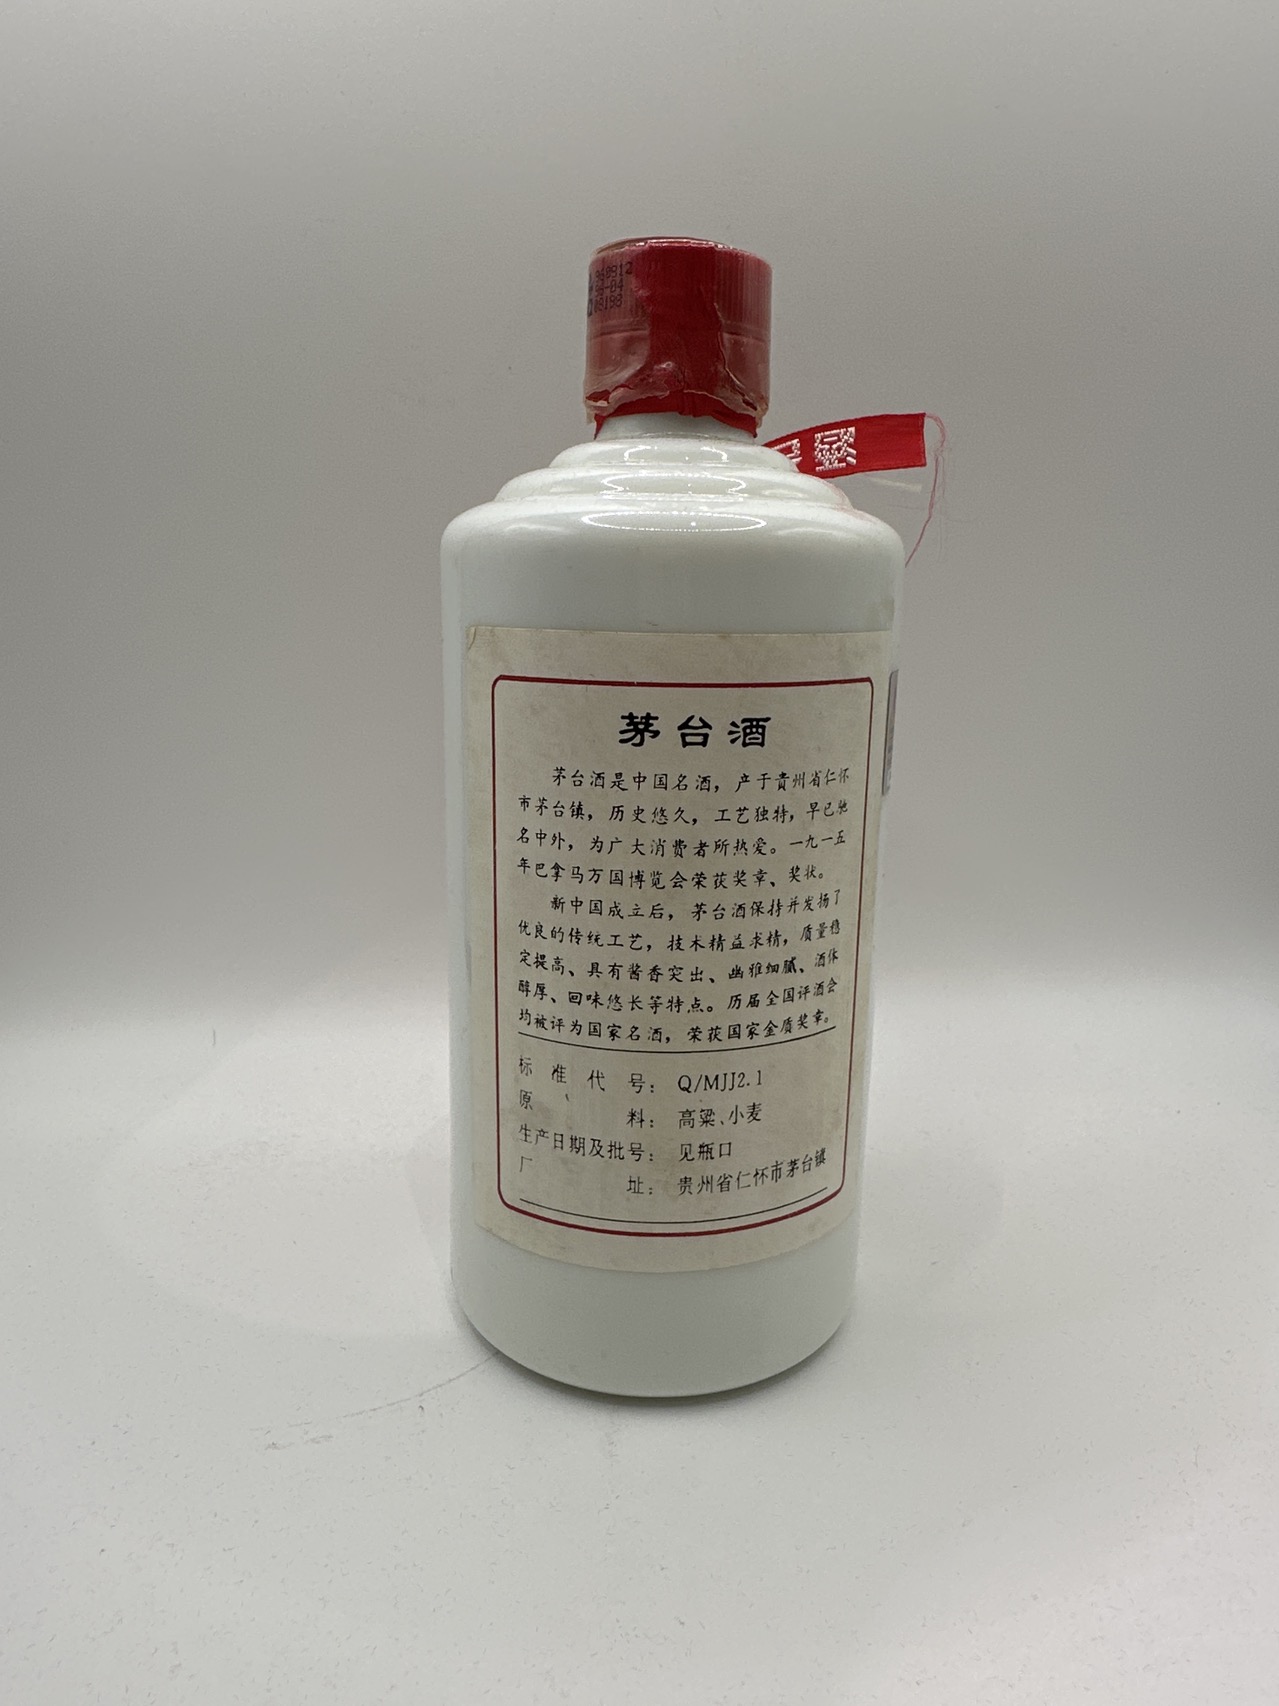 茅台酒
茅台酒是中国名酒，产于贵州省仁怀
市茅台镇，历史悠久，工艺独特，早已驰
名中外，为广大消费者所热爱。一九一五
年巴拿马万国博览会荣获奖章、奖状。
新中国成立后，茅台酒保持并发扬了
优良的传统工艺，技术精益求精，质量稳
定提高、具有酱香突出、幽雅细腻、酒体
醇厚、回味悠长等特点。历届全国评酒会
均被评为国家名酒，荣获国家金质奖章。
标准代号：Q/MJJ2.1
原料：高粱、小麦
生产日期及批号：见瓶口
厂址：贵州省仁怀市茅台镇